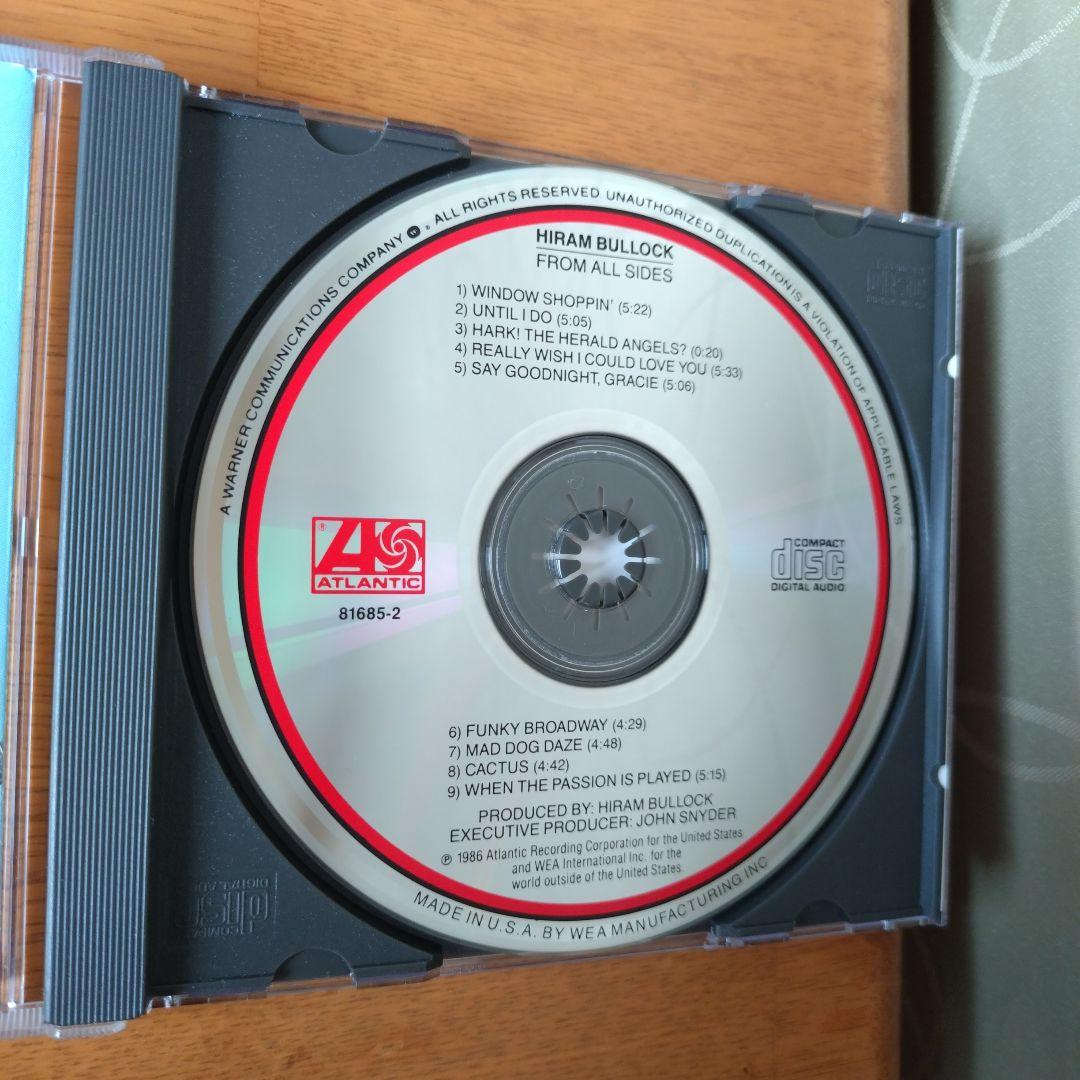 A WARNER COMMUNICATIONS COMPANY W ® ALL RIGHTS RESERVED UNAUTHORIZED DUPLICATION IS A VIOLATION OF APPLICABLE LAWS
HIRAM BULLOCK
FROM ALL SIDES
1) WINDOW SHOPPIN' (5:22)
2) UNTIL I DO (5:05)
3) HARK! THE HERALD ANGELS? (0:20)
4) REALLY WISH I COULD LOVE YOU (5:33)
5) SAY GOODNIGHT, GRACIE (5:06)
® A
ATLANTIC
81685-2
COMPACT
disc
DIGITAL AUDIO
6) FUNKY BROADWAY (4:29)
7) MAD DOG DAZE (4:48)
8) CACTUS (4:42)
9) WHEN THE PASSION IS PLAYED (5:15)
PRODUCED BY: HIRAM BULLOCK
EXECUTIVE PRODUCER: JOHN SNYDER
℗ 1986 Atlantic Recording Corporation for the United States
and WEA International Inc. for the
world outside of the United States.
MADE IN U.S.A. BY WEA MANUFACTURING INC